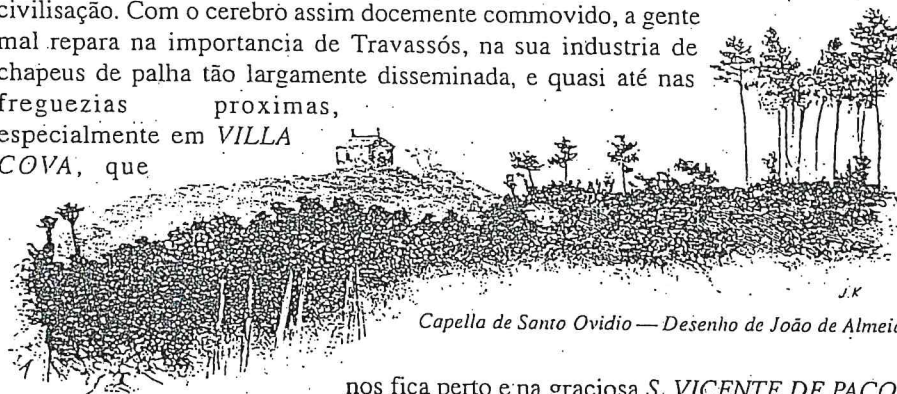 civilisação. Com o cerebro assim docemente commovido, a gente
mal repara na importancia de Travassós, na sua industria de
chapeus de palha tão largamente disseminada, e quasi até nas
freguezias proximas,
especialmente em VILLA
COVA, que
J.K
Capella de Santo Ovidio — Desenho de João de Almei
nos fica perto e na graciosa S. VICENTE DE PAÇO